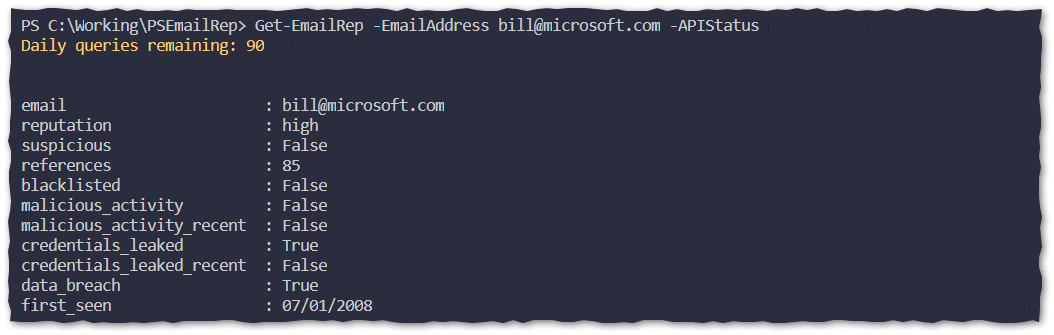 PS C:\Working\PSEmailRep> Get-EmailRep -EmailAddress bill@microsoft.com -APIStatus
Daily queries remaining: 90
email : bill@microsoft.com
reputation : high
suspicious : False
references : 85
blacklisted : False
malicious_activity : False
malicious_activity_recent : False
credentials_leaked : True
credentials_leaked_recent : False
data_breach : True
first_seen : 07/01/2008